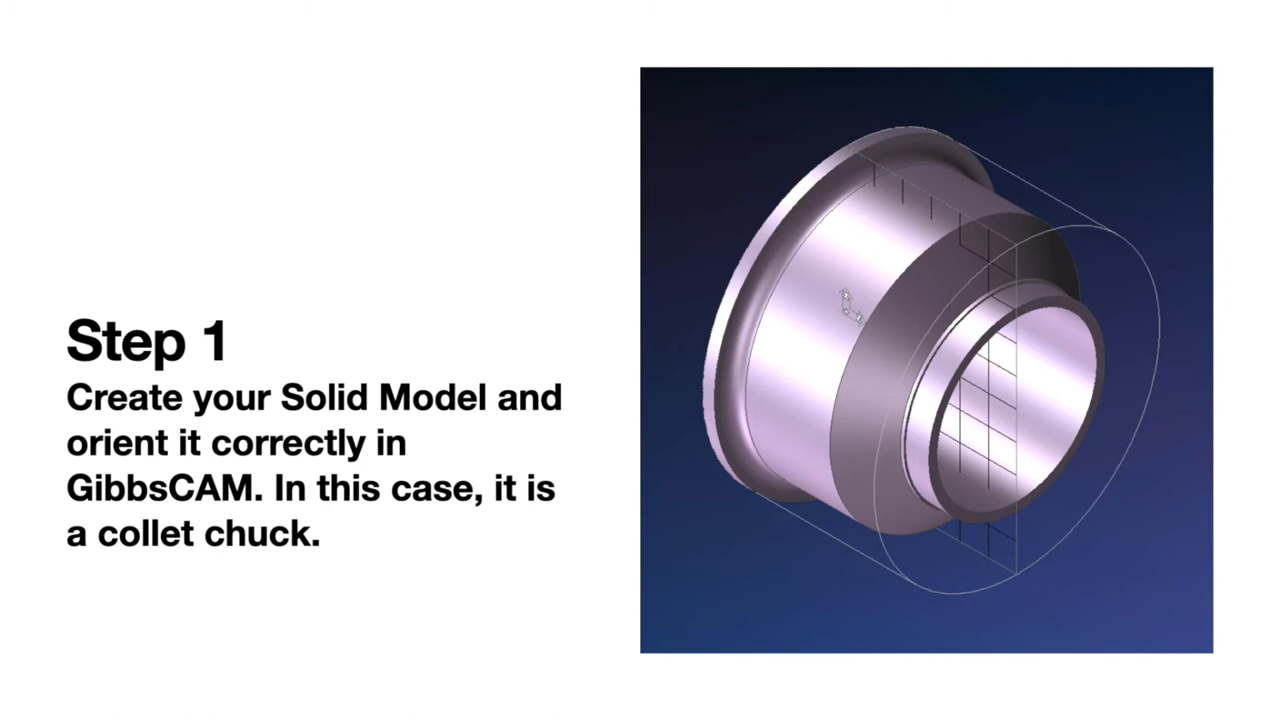 Step 1
Create your Solid Model and
orient it correctly in
GibbsCAM. In this case, it is
a collet chuck.